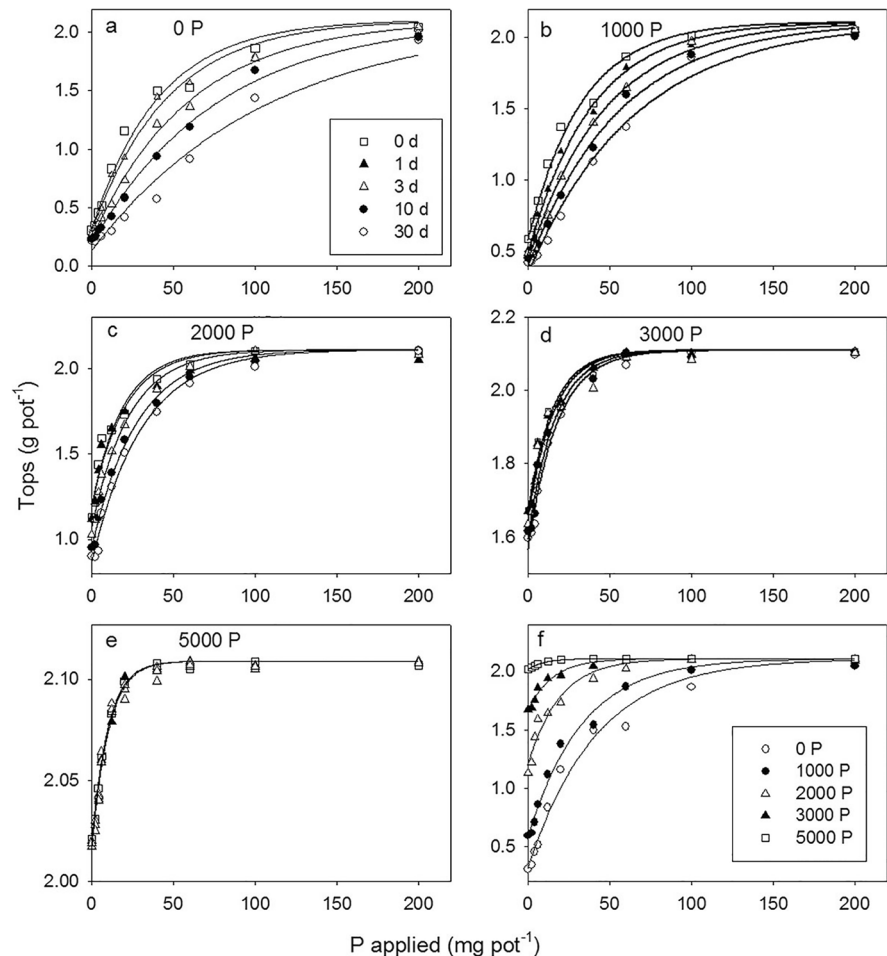 a 0 P
2.0
1.5
1.0
0.5
0.0
0 50 100 150 200
0 d
1 d
3 d
10 d
30 d
b 1000 P
2.0
1.5
1.0
0.5
0 50 100 150 200
c 2000 P
2.0
1.5
1.0
0 50 100 150 200
d 3000 P
2.2
2.0
1.8
1.6
0 50 100 150 200
Tops (g pot⁻¹)
e 5000 P
2.10
2.05
2.00
0 50 100 150 200
f
2.0
1.5
1.0
0.5
0 50 100 150 200
0 P
1000 P
2000 P
3000 P
5000 P
P applied (mg pot⁻¹)